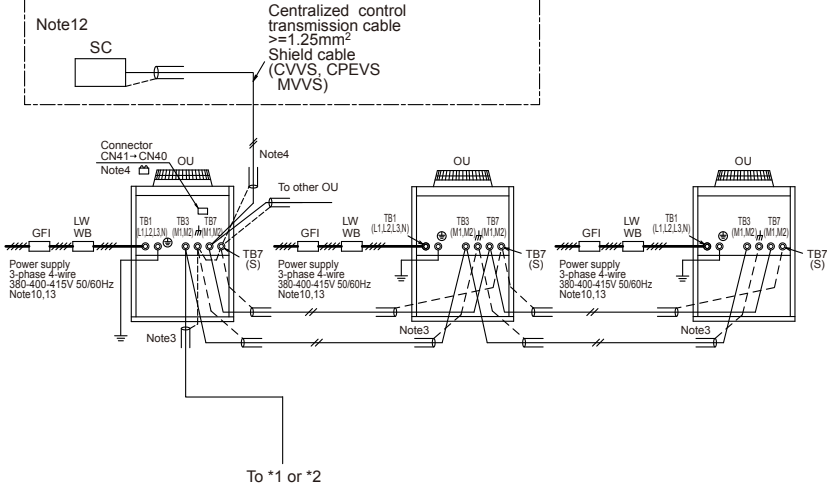 Note12
SC
Centralized control
transmission cable
>=1.25mm²
Shield cable
(CVVS, CPEVS
MVVS)
Connector
CN41→CN40
Note4
OU
Note4
To other OU
GFI
LW
WB
TB1
(L1,L2,L3,N)
TB3
(M1,M2)
TB7
(M1,M2)
TB7
(S)
Power supply
3-phase 4-wire
380-400-415V 50/60Hz
Note10,13
Note3
OU
GFI
LW
WB
TB1
(L1,L2,L3,N)
TB3
(M1,M2)
TB7
(M1,M2)
TB7
(S)
Power supply
3-phase 4-wire
380-400-415V 50/60Hz
Note10,13
Note3
OU
GFI
LW
WB
TB1
(L1,L2,L3,N)
TB3
(M1,M2)
TB7
(M1,M2)
TB7
(S)
Power supply
3-phase 4-wire
380-400-415V 50/60Hz
Note10,13
Note3
To *1 or *2